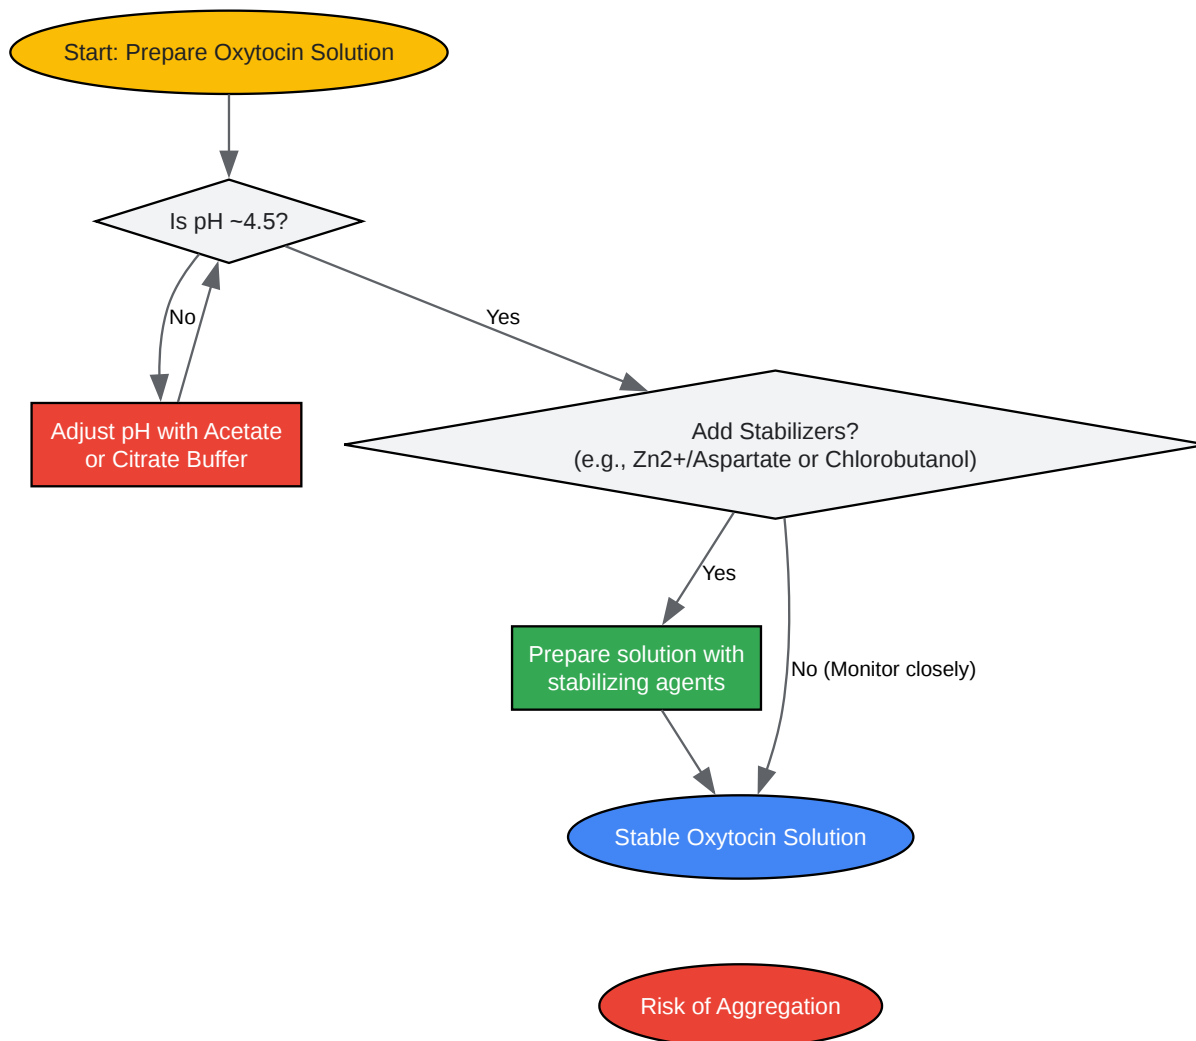 Start: Prepare Oxytocin Solution
Is pH ~4.5?
No
Yes
Adjust pH with Acetate
or Citrate Buffer
Add Stabilizers?
(e.g., Zn2+/Aspartate or Chlorobutanol)
Yes
Prepare solution with
stabilizing agents
No (Monitor closely)
Stable Oxytocin Solution
Risk of Aggregation